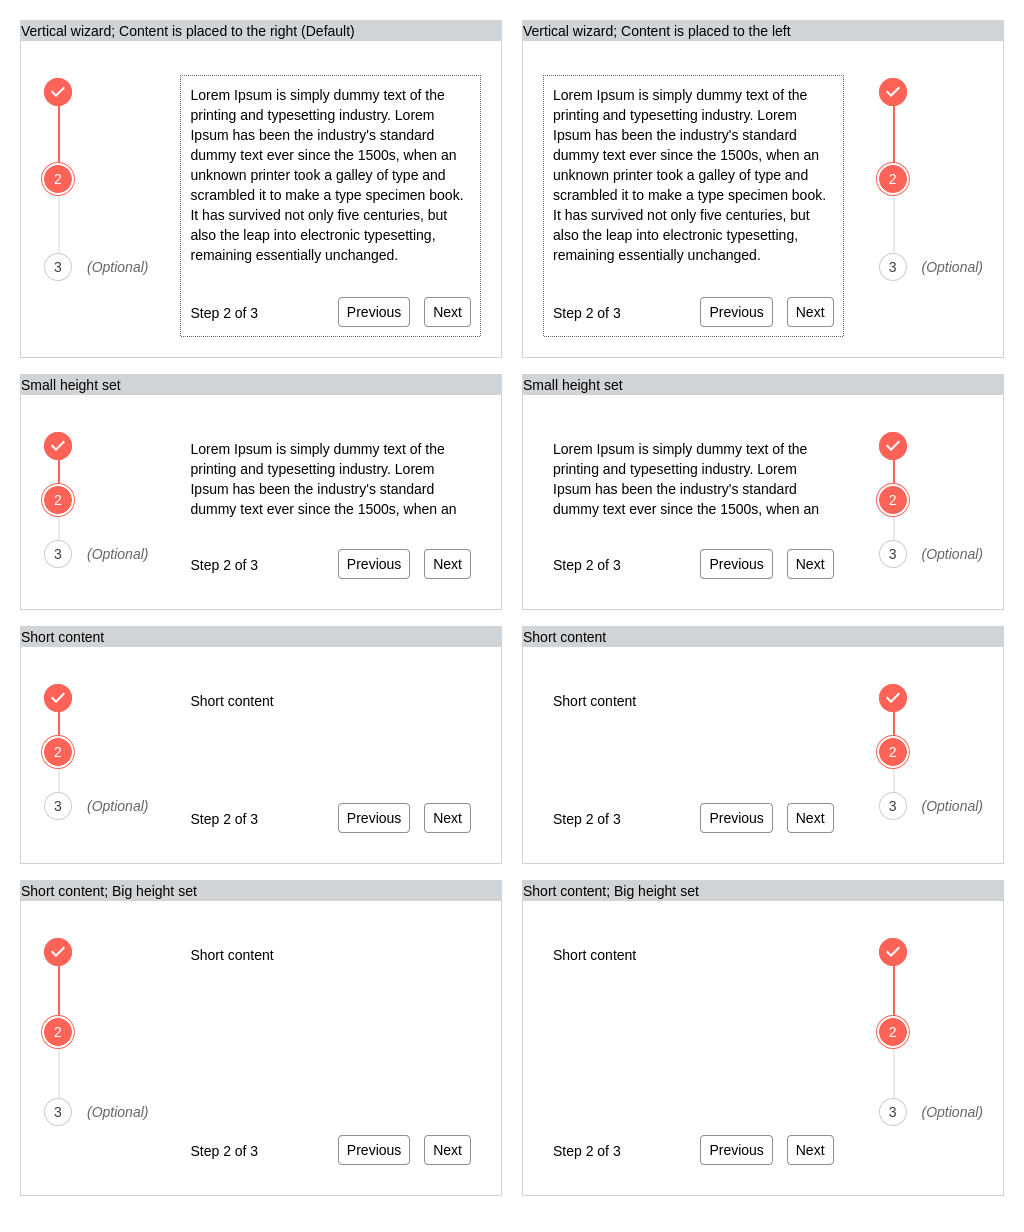 Vertical wizard; Content is placed to the right (Default)
Lorem Ipsum is simply dummy text of the
printing and typesetting industry. Lorem
Ipsum has been the industry's standard
dummy text ever since the 1500s, when an
2
unknown printer took a galley of type and
scrambled it to make a type specimen book.
It has survived not only five centuries, but
also the leap into electronic typesetting,
remaining essentially unchanged.
3 (Optional)
Step 2 of 3 Previous Next
Vertical wizard; Content is placed to the left
Lorem Ipsum is simply dummy text of the
printing and typesetting industry. Lorem
Ipsum has been the industry's standard
dummy text ever since the 1500s, when an
unknown printer took a galley of type and
2
scrambled it to make a type specimen book.
It has survived not only five centuries, but
also the leap into electronic typesetting,
remaining essentially unchanged.
3 (Optional)
Step 2 of 3 Previous Next
Small height set
Lorem Ipsum is simply dummy text of the
printing and typesetting industry. Lorem
Ipsum has been the industry's standard
2
dummy text ever since the 1500s, when an
3 (Optional)
Step 2 of 3 Previous Next
Small height set
Lorem Ipsum is simply dummy text of the
printing and typesetting industry. Lorem
Ipsum has been the industry's standard
2
dummy text ever since the 1500s, when an
3 (Optional)
Step 2 of 3 Previous Next
Short content
Short content
2
3 (Optional)
Step 2 of 3 Previous Next
Short content
Short content
2
3 (Optional)
Step 2 of 3 Previous Next
Short content; Big height set
Short content
2
3 (Optional)
Step 2 of 3 Previous Next
Short content; Big height set
Short content
2
3 (Optional)
Step 2 of 3 Previous Next